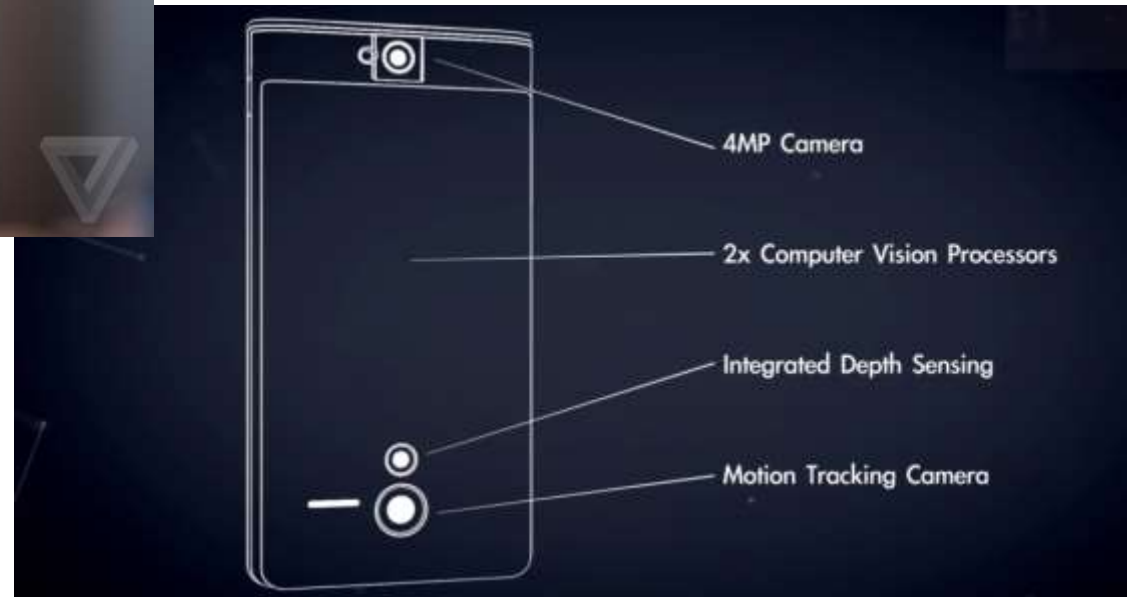 4MP Camera
2x Computer Vision Processors
Integrated Depth Sensing
Motion Tracking Camera